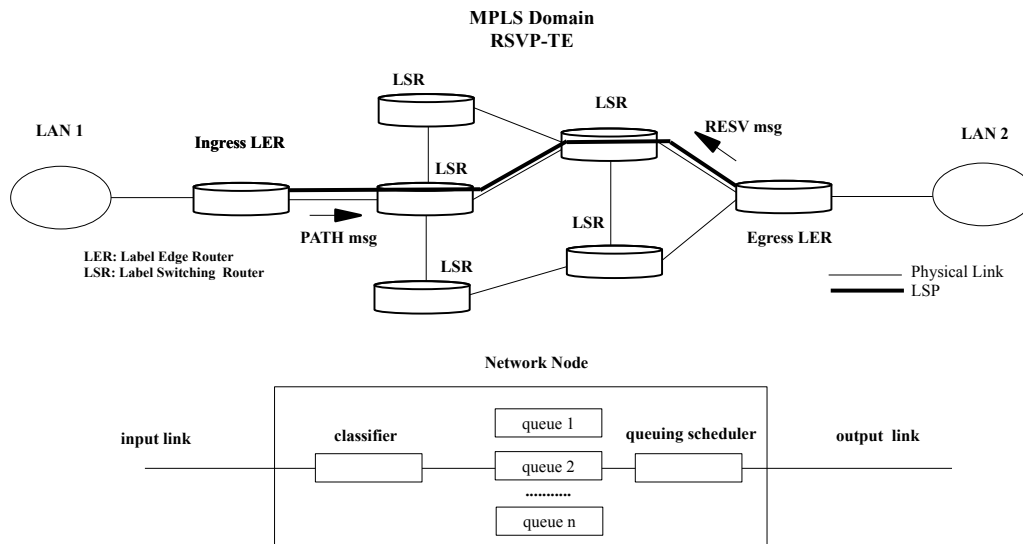 MPLS Domain
RSVP-TE
LSR
LSR
LAN 1
RESV msg
LAN 2
Ingress LER
LSR
PATH msg
LSR
Egress LER
LER: Label Edge Router
LSR: Label Switching Router
LSR
Physical Link
LSP
Network Node
input link
classifier
queue 1
queuing scheduler
output link
queue 2
...........
queue n